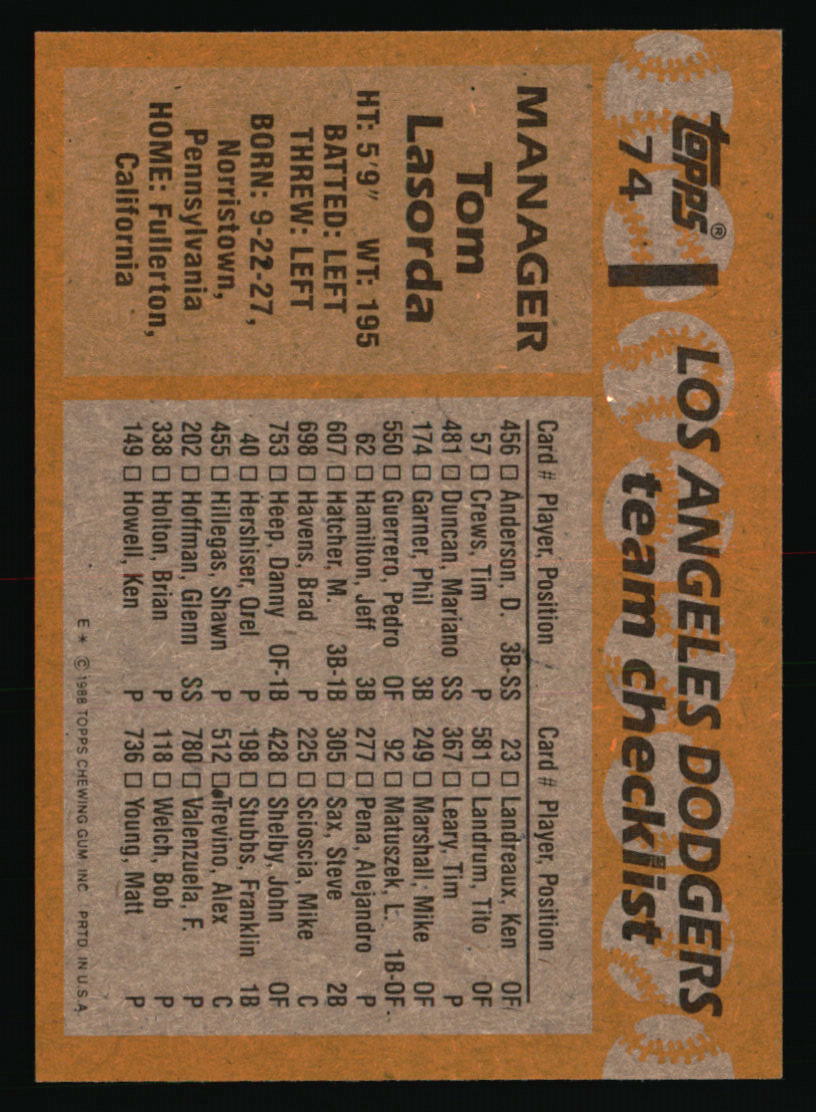 topps® LOS ANGELES DODGERS
74 team checklist
MANAGER
Tom
Lasorda
HT: 5'9" WT: 195
BATTED: LEFT
THREW: LEFT
BORN: 9-22-27,
Norristown,
Pennsylvania
HOME: Fullerton,
California
Card # Player, Position
456 □ Anderson, D. 3B-SS
57 □ Crews, Tim P
481 □ Duncan, Mariano SS
174 □ Garner, Phil 3B
550 □ Guerrero, Pedro OF
62 □ Hamilton, Jeff 3B
607 □ Hatcher, M. 3B-1B
698 □ Havens, Brad P
753 □ Heep, Danny OF-1B
40 □ Hershiser, Orel P
455 □ Hillegas, Shawn P
202 □ Hoffman, Glenn SS
338 □ Holton, Brian P
149 □ Howell, Ken P
Card # Player, Position
23 □ Landreaux, Ken OF
581 □ Landrum, Tito OF
367 □ Leary, Tim P
249 □ Marshall, Mike OF
92 □ Matuszek, L. 1B-OF
277 □ Pena, Alejandro P
305 □ Sax, Steve 2B
225 □ Scioscia, Mike C
428 □ Shelby, John OF
198 □ Stubbs, Franklin 1B
512 □ Trevino, Alex C
780 □ Valenzuela, F. P
118 □ Welch, Bob P
736 □ Young, Matt P
E* © 1988 TOPPS CHEWING GUM, INC. PRTD. IN U.S.A.